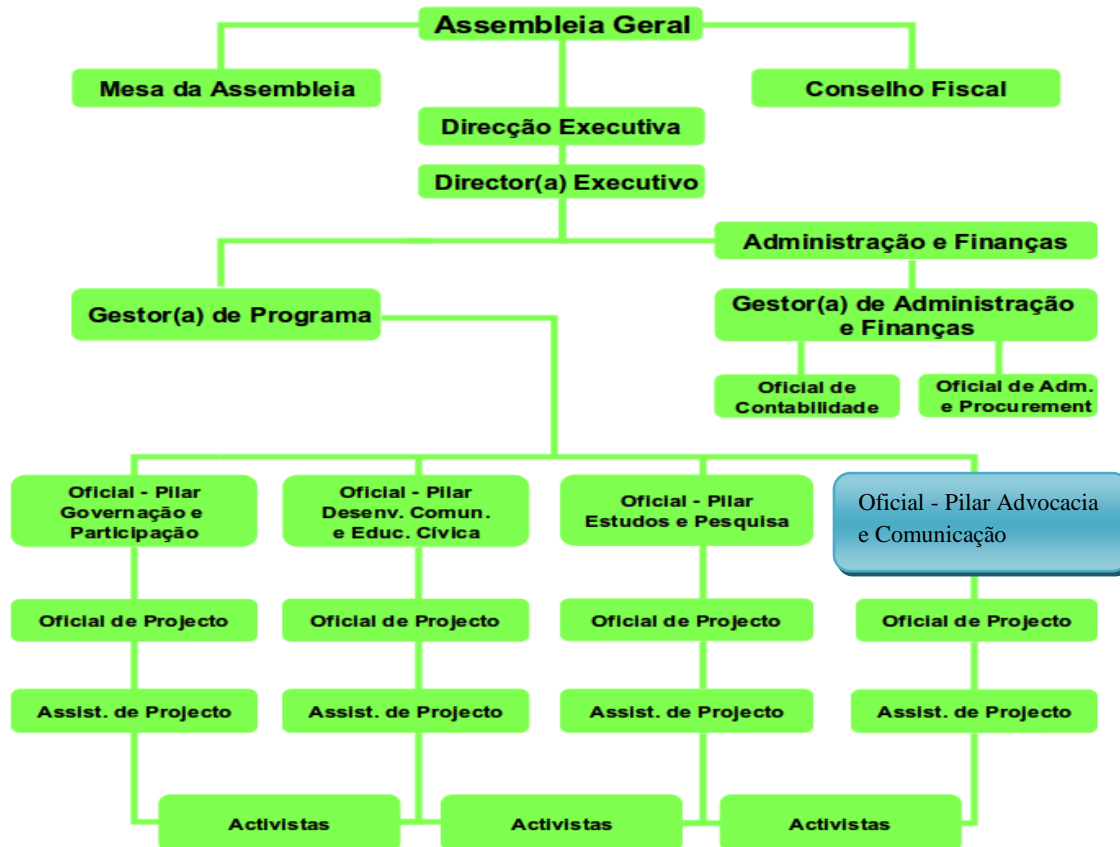 Assembleia Geral
Mesa da Assembleia
Conselho Fiscal
Direcção Executiva
Director(a) Executivo
Administração e Finanças
Gestor(a) de Programa
Gestor(a) de Administração
e Finanças
Oficial de
Contabilidade
Oficial de Adm.
e Procurement
Oficial - Pilar
Governação e
Participação
Oficial - Pilar
Desenv. Comun.
e Educ. Cívica
Oficial - Pilar
Estudos e Pesquisa
Oficial - Pilar Advocacia
e Comunicação
Oficial de Projecto
Oficial de Projecto
Oficial de Projecto
Oficial de Projecto
Assist. de Projecto
Assist. de Projecto
Assist. de Projecto
Assist. de Projecto
Activistas
Activistas
Activistas